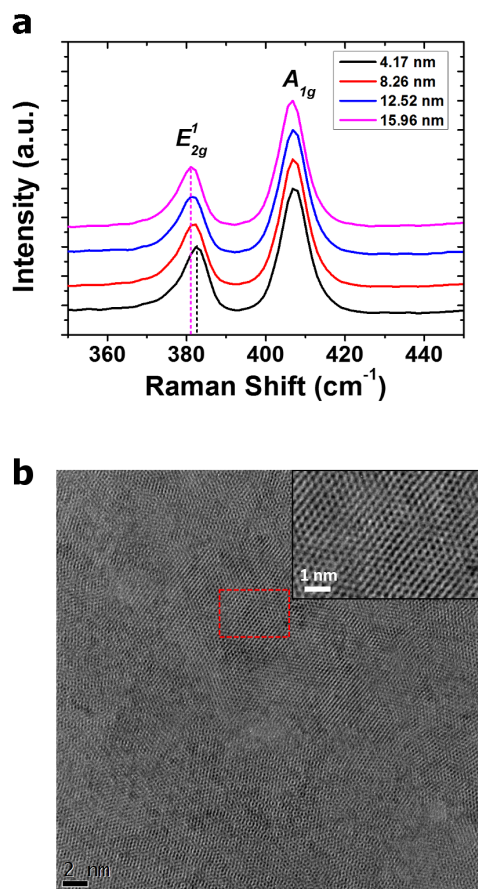 a
4.17 nm
8.26 nm
12.52 nm
15.96 nm
A1g
E12g
Intensity (a.u.)
360 380 400 420 440
Raman Shift (cm-1)
b
1 nm
2 nm